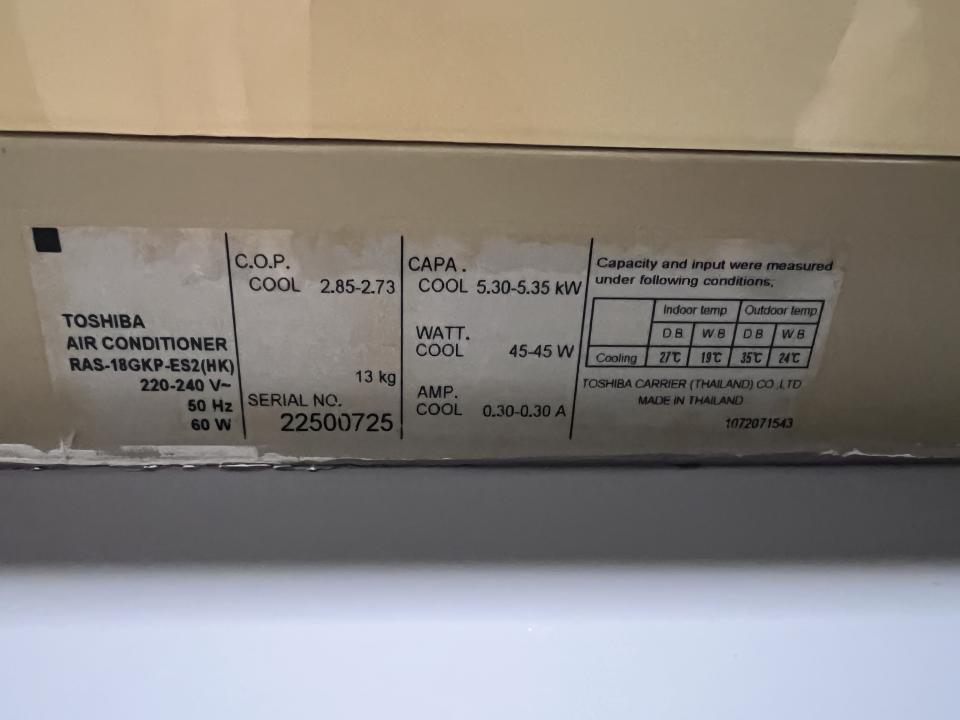 TOSHIBA
AIR CONDITIONER
RAS-18GKP-ES2(HK)
220-240 V~
50 Hz
60 W
C.O.P.
COOL 2.85-2.73
13 kg
SERIAL NO.
22500725
CAPA.
COOL 5.30-5.35 kW
WATT.
COOL 45-45 W
AMP.
COOL 0.30-0.30 A
Capacity and input were measured
under following conditions;
Indoor temp Outdoor temp
D.B. W.B D.B W.B
Cooling 27℃ 19℃ 35℃ 24℃
TOSHIBA CARRIER (THAILAND) CO.,LTD
MADE IN THAILAND
1072071543